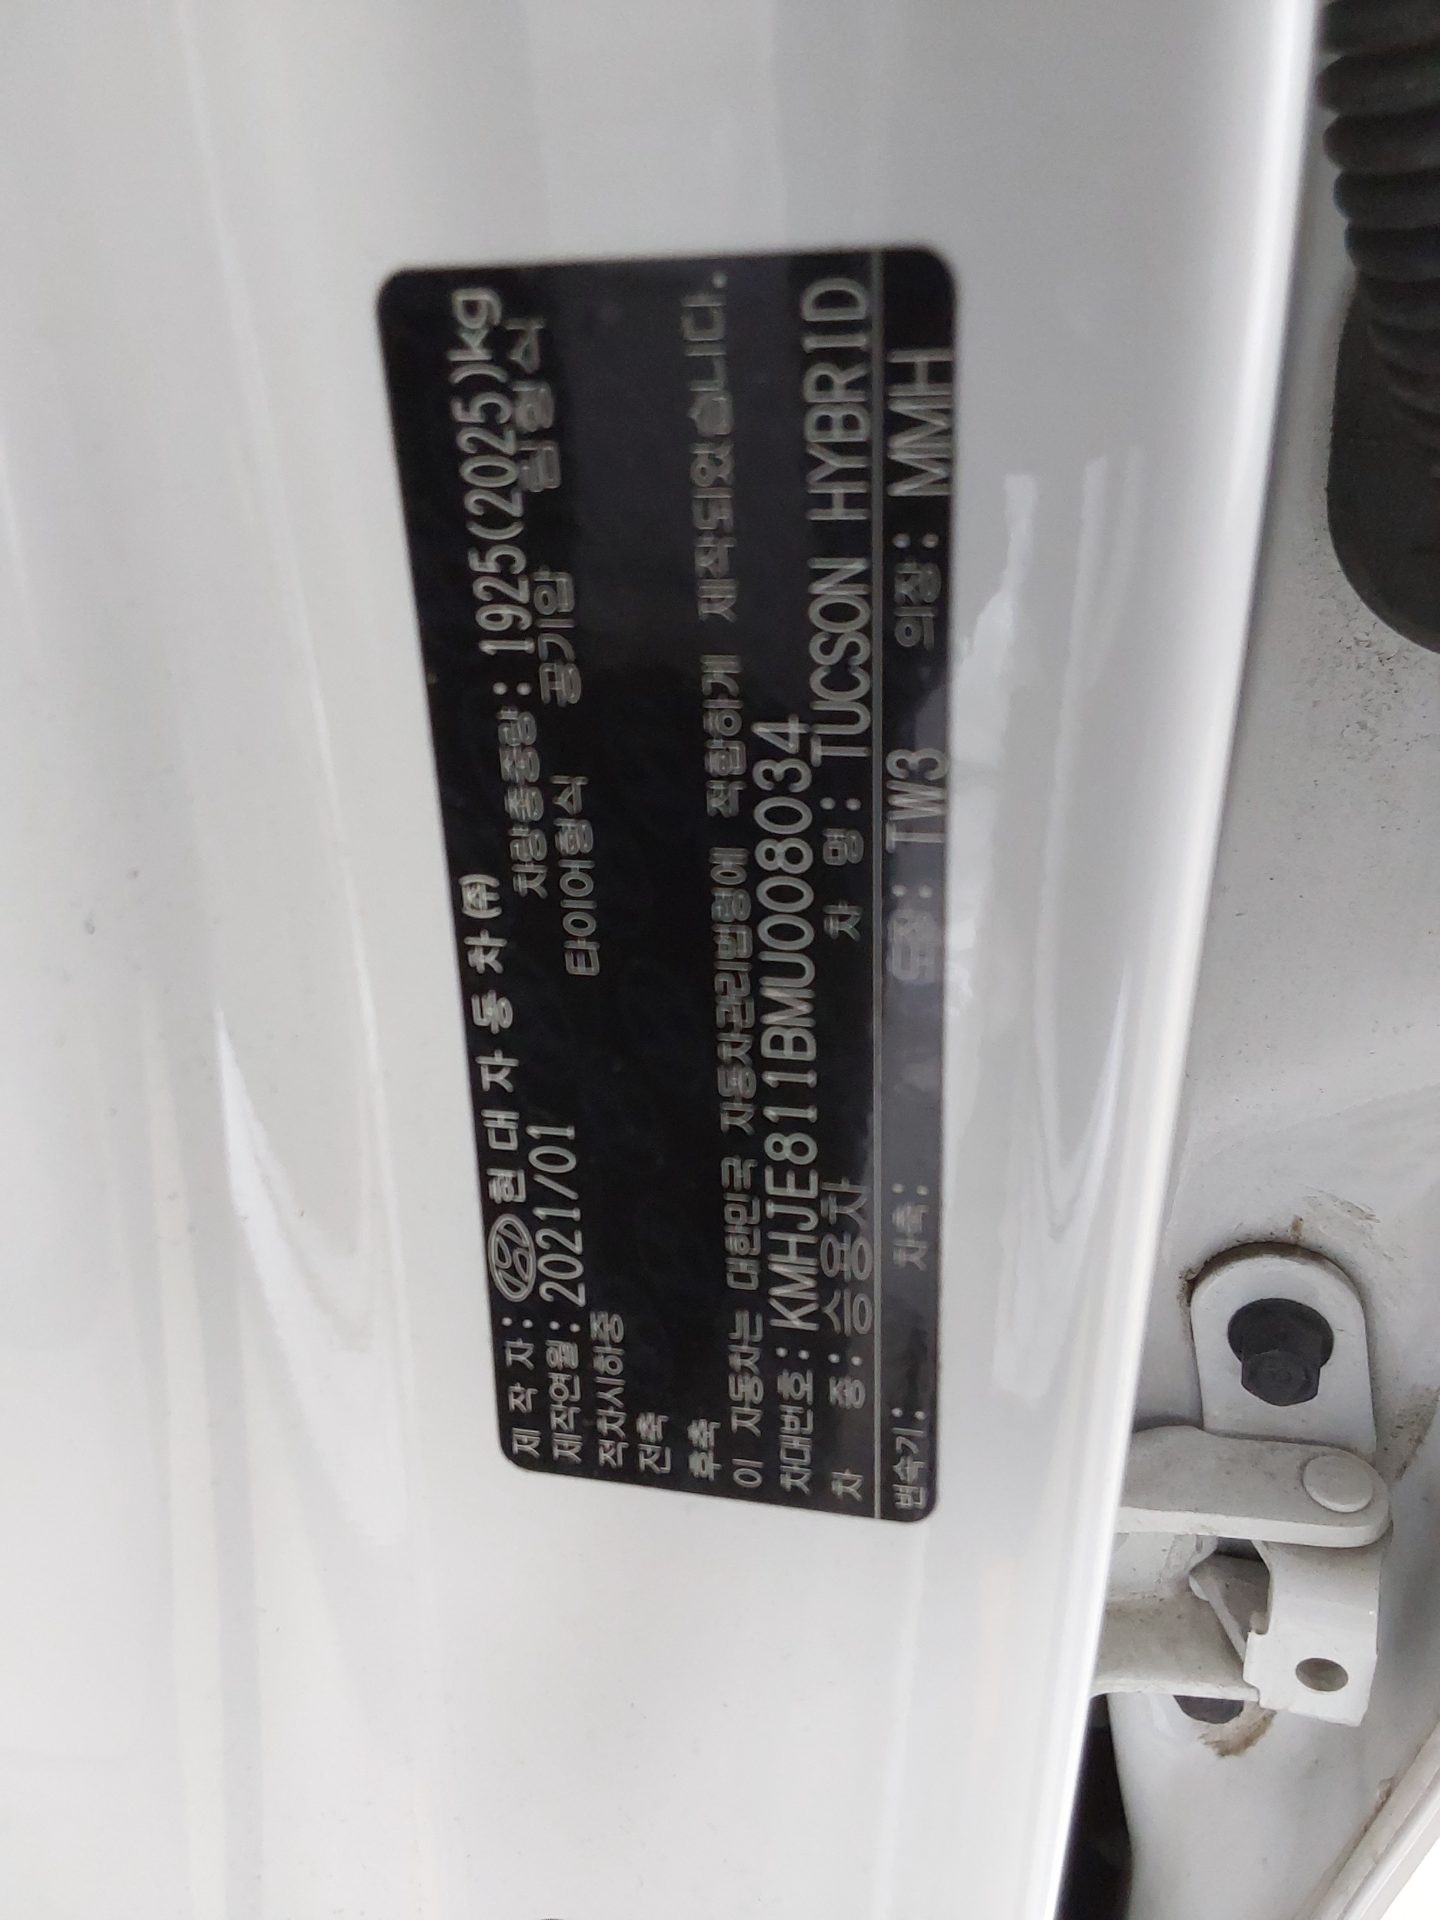 제 작 자 : 현 대 자 동 차 (주)
제작연월 : 2021/01 차량총중량 : 1925(2025)kg
적차시하중 타이어형식 공기압 림형식
전축
후축
이 자동차는 대한민국 자동차관리법령에 적합하게 제작되었습니다.
차대번호 : KMHJE811BMU008034
차 종 : 승용차 차 명 : TUCSON HYBRID
변속기 : 차축 : 도장 : TW3 의장 : MMH